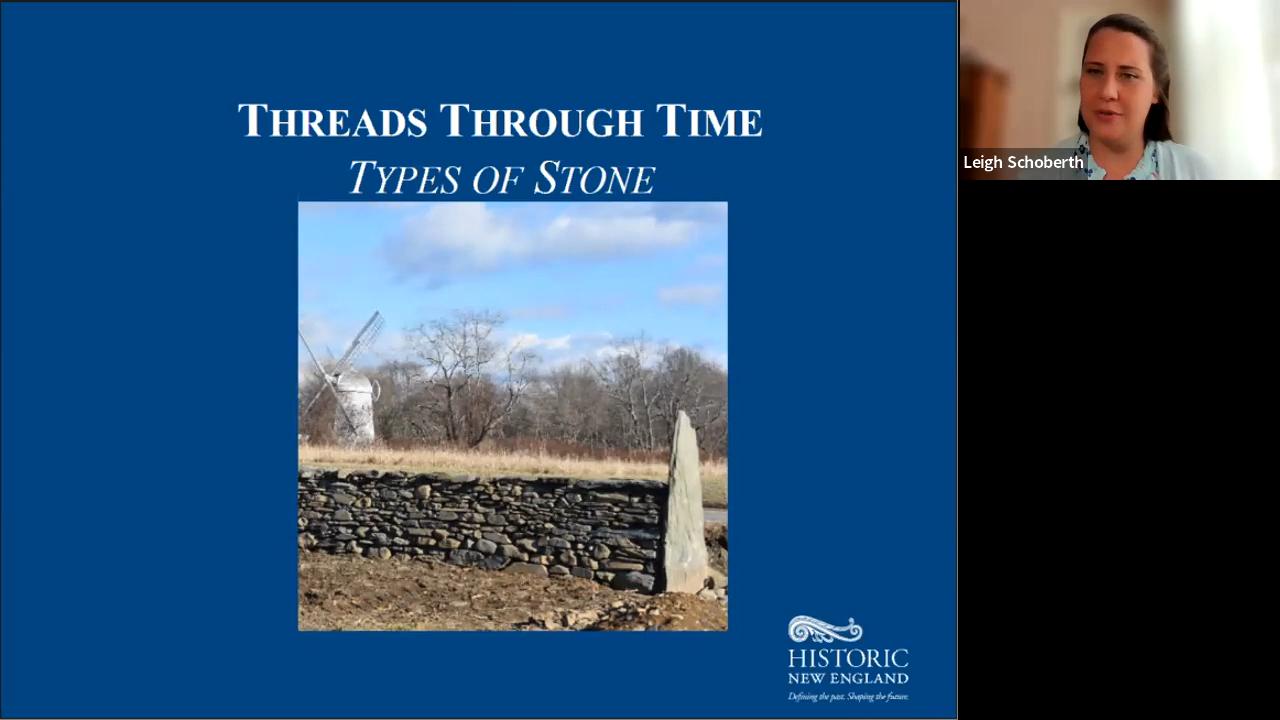 THREADS THROUGH TIME
TYPES OF STONE
Leigh Schoberth
HISTORIC
NEW ENGLAND
Defining the past. Shaping the future.